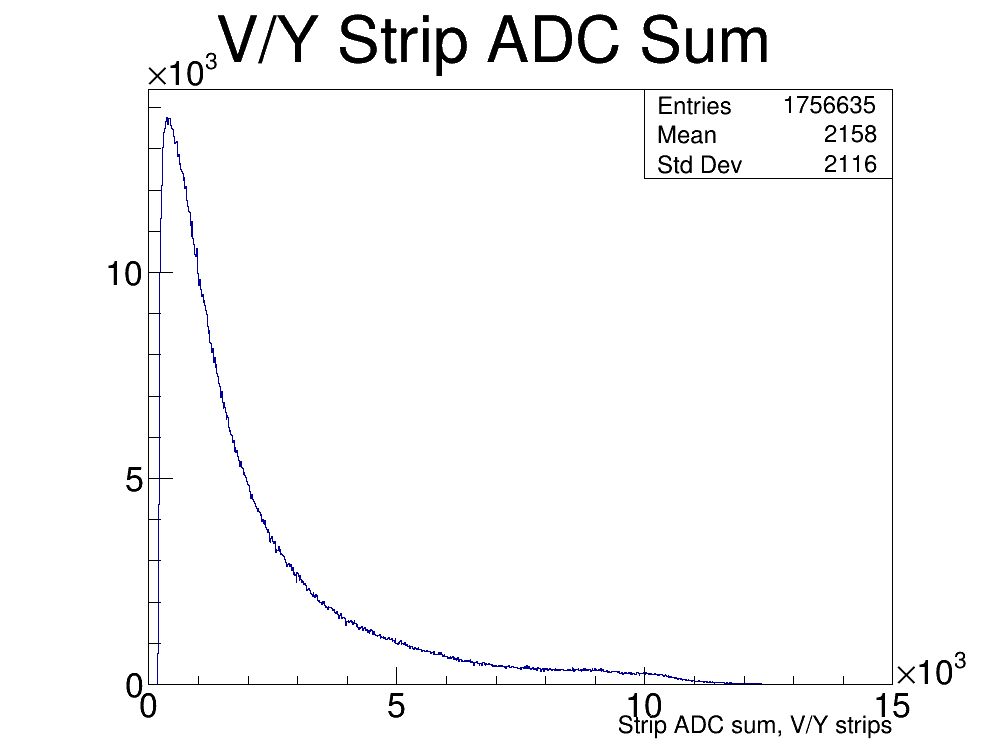 V/Y Strip ADC Sum
×10³
Entries 1756635
Mean 2158
Std Dev 2116
10
5
0
0 5 10 15
×10³
Strip ADC sum, V/Y strips